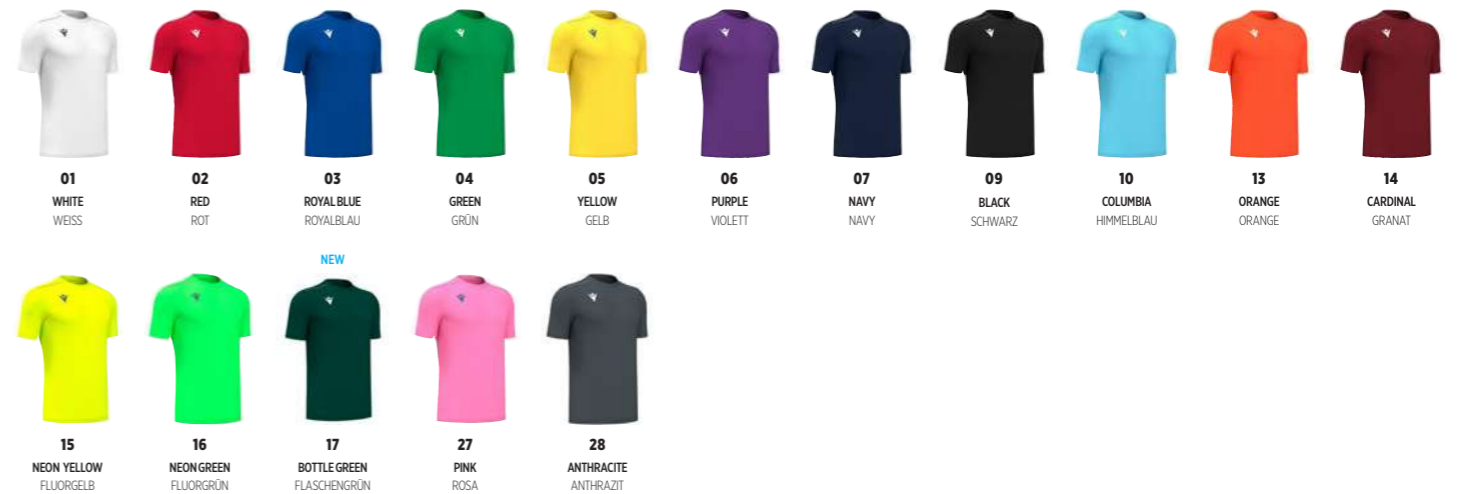 01
WHITE
WEISS
02
RED
ROT
03
ROYAL BLUE
ROYALBLAU
04
GREEN
GRÜN
05
YELLOW
GELB
06
PURPLE
VIOLETT
07
NAVY
NAVY
09
BLACK
SCHWARZ
10
COLUMBIA
HIMMELBLAU
13
ORANGE
ORANGE
14
CARDINAL
GRANAT
15
NEON YELLOW
FLUORGELB
16
NEON GREEN
FLUORGRÜN
NEW
17
BOTTLE GREEN
FLASCHENGRÜN
27
PINK
ROSA
28
ANTHRACITE
ANTHRAZIT